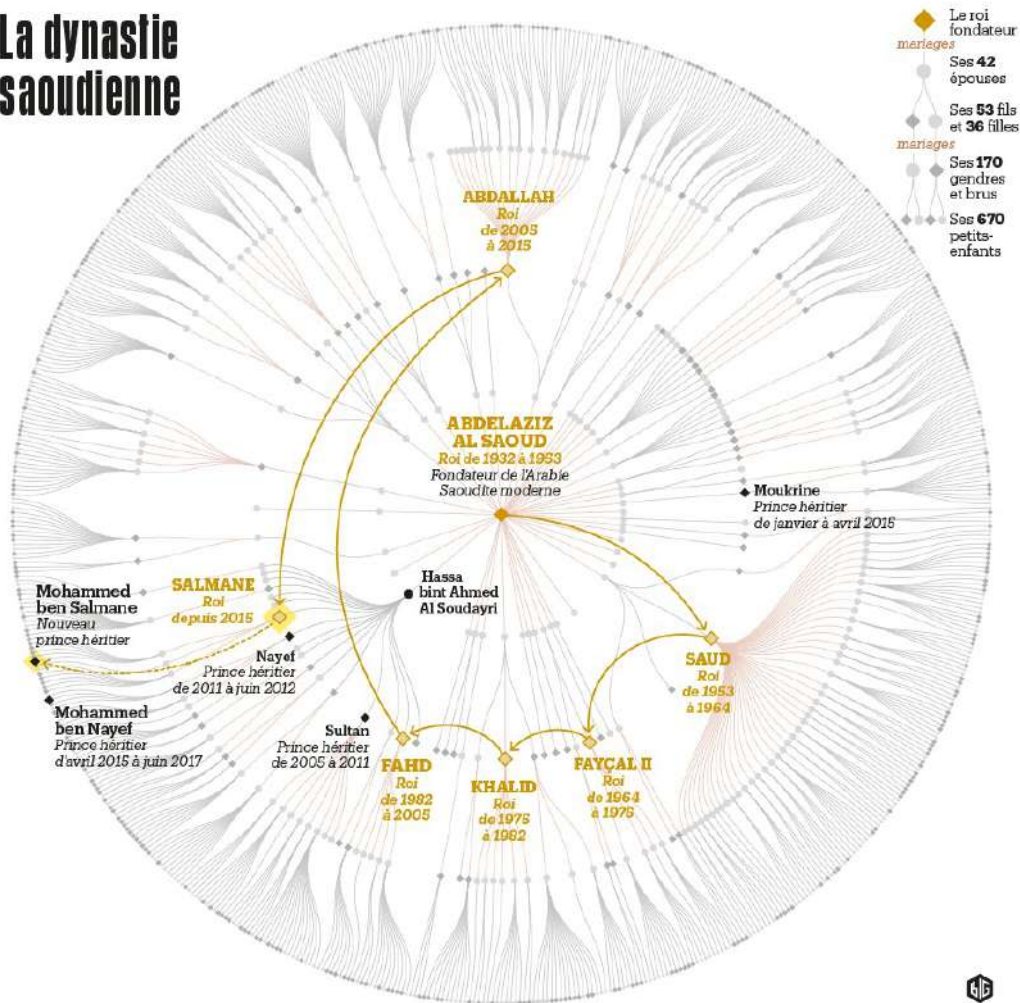 La dynastie
saoudienne
Le roi
fondateur
mariages
Ses 42
épouses
Ses 53 fils
et 36 filles
mariages
Ses 170
gendres
et brus
Ses 670
petits-
enfants
ABDALLAH
Roi
de 2005
à 2015
ABDELAZIZ
AL SAOUD
Roi de 1932 à 1953
Fondateur de l'Arabie
Saoudite moderne
Moukrine
Prince héritier
de janvier à avril 2015
Hassa
bint Ahmed
Al Soudayri
SALMANE
Roi
depuis 2015
Mohammed
ben Salmane
Nouveau
prince héritier
Nayef
Prince héritier
de 2011 à juin 2012
Mohammed
ben Nayef
Prince héritier
d'avril 2015 à juin 2017
Sultan
Prince héritier
de 2005 à 2011
SAUD
Roi
de 1953
à 1964
FAHD
Roi
de 1982
à 2005
KHALID
Roi
de 1975
à 1982
FAYÇAL II
Roi
de 1964
à 1975